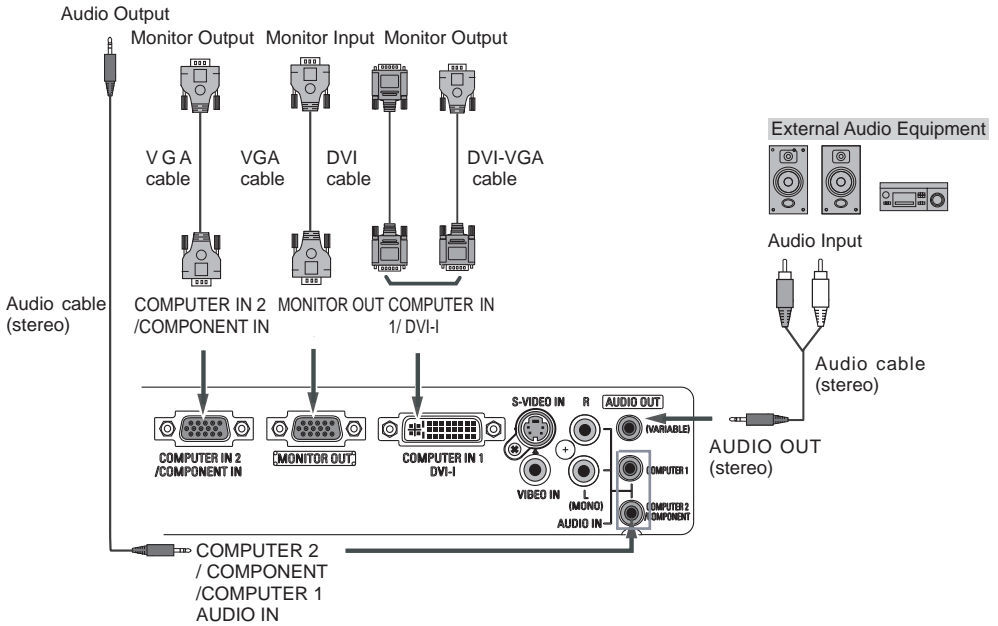 Audio Output
Monitor Output Monitor Input Monitor Output
External Audio Equipment
VGA
cable
VGA
cable
DVI
cable
DVI-VGA
cable
Audio Input
Audio cable
(stereo)
COMPUTER IN 2
/COMPONENT IN
MONITOR OUT
COMPUTER IN
1/ DVI-I
Audio cable
(stereo)
S-VIDEO IN
R
AUDIO OUT
(VARIABLE)
AUDIO OUT
(stereo)
COMPUTER IN 2
/COMPONENT IN
MONITOR OUT
COMPUTER IN 1
DVI-I
VIDEO IN
L
(MONO)
AUDIO IN
COMPUTER 1
COMPUTER 2
/COMPONENT
COMPUTER 2
/ COMPONENT
/COMPUTER 1
AUDIO IN